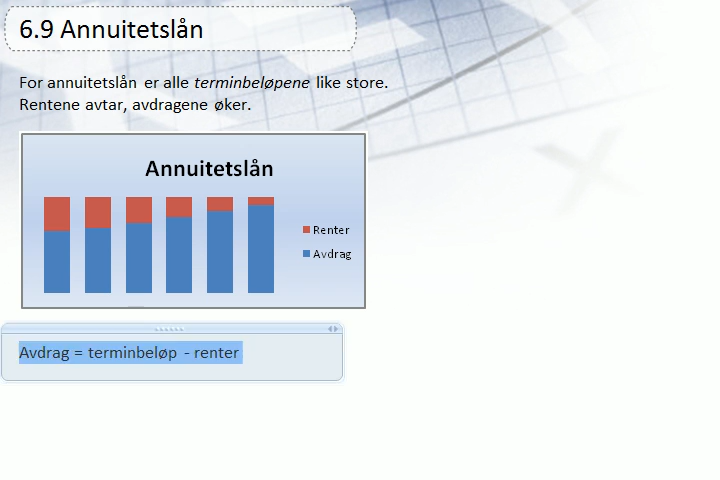 6.9 Annuitetslån
For annuitetslån er alle terminbeløpene like store.
Rentene avtar, avdragene øker.
Annuitetslån
Renter
Avdrag
Avdrag = terminbeløp - renter